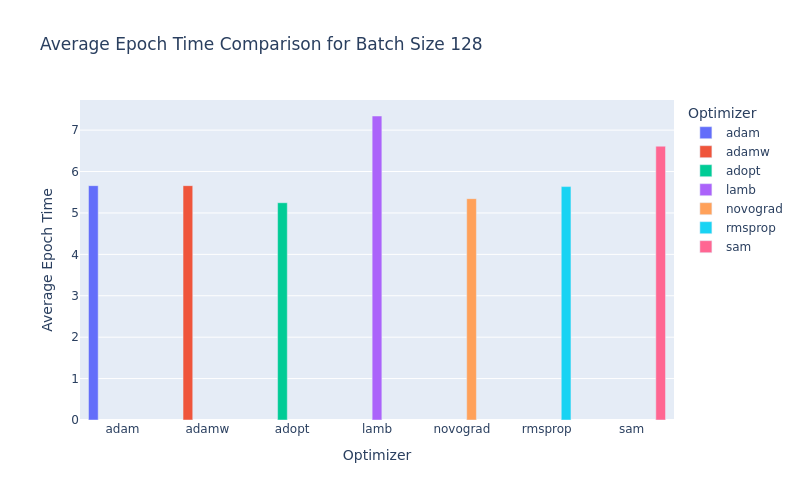 Average Epoch Time Comparison for Batch Size 128
Optimizer
adam
adamw
adopt
lamb
novograd
rmsprop
sam
Average Epoch Time
7
6
5
4
3
2
1
0
adam adamw adopt lamb novograd rmsprop sam
Optimizer